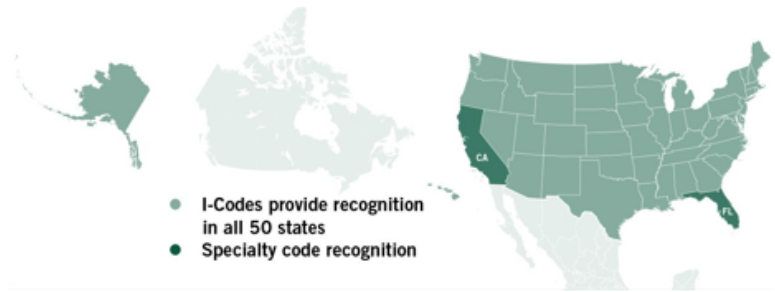 CA
FL
I-Codes provide recognition
in all 50 states
Specialty code recognition